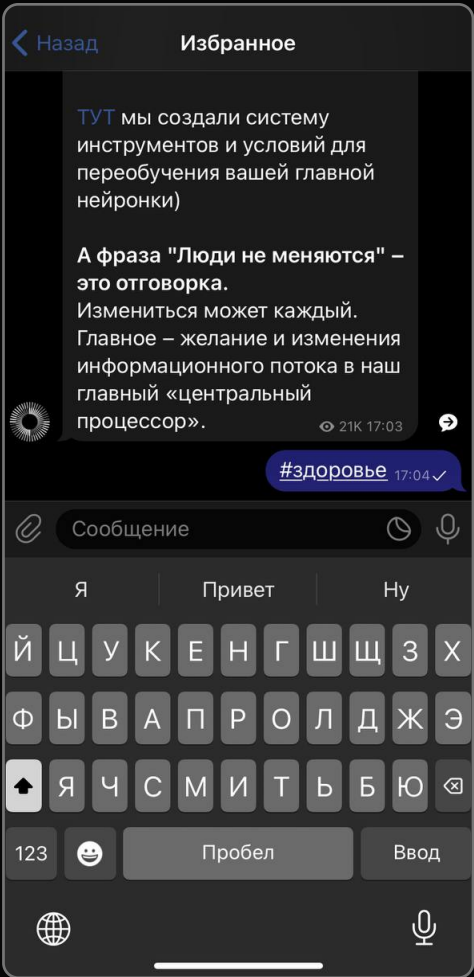 Назад
Избранное
ТУТ мы создали систему
инструментов и условий для
переобучения вашей главной
нейронки)
А фраза "Люди не меняются" –
это отговорка.
Измениться может каждый.
Главное – желание и изменения
информационного потока в наш
главный «центральный
процессор».
21K 17:03
#здоровье 17:04
Сообщение
Я Привет Ну
Й Ц У К Е Н Г Ш Щ З Х
Ф Ы В А П Р О Л Д Ж Э
Я Ч С М И Т Ь Б Ю
123 Пробел Ввод